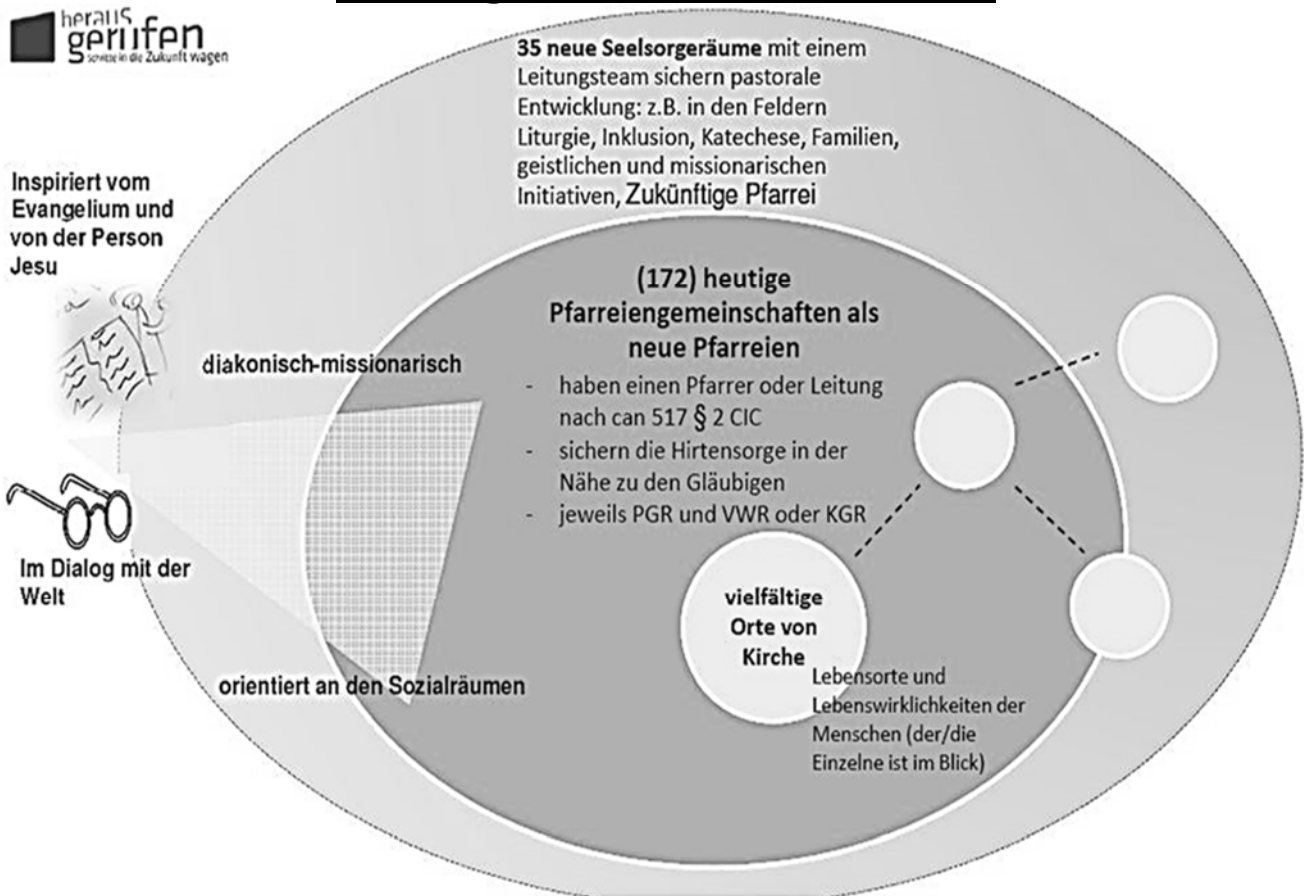 heraus
gerufen
Schritte in die Zukunft wagen
35 neue Seelsorgeräume mit einem
Leitungsteam sichern pastorale
Entwicklung: z.B. in den Feldern
Liturgie, Inklusion, Katechese, Familien,
geistlichen und missionarischen
Initiativen, Zukünftige Pfarrei
Inspiriert vom
Evangelium und
von der Person
Jesu
(172) heutige
Pfarreiengemeinschaften als
neue Pfarreien
diakonisch-missionarisch
- haben einen Pfarrer oder Leitung
nach can 517 § 2 CIC
- sichern die Hirtensorge in der
Nähe zu den Gläubigen
- jeweils PGR und VWR oder KGR
Im Dialog mit der
Welt
vielfältige
Orte von
Kirche
orientiert an den Sozialräumen
Lebensorte und
Lebenswirklichkeiten der
Menschen (der/die
Einzelne ist im Blick)